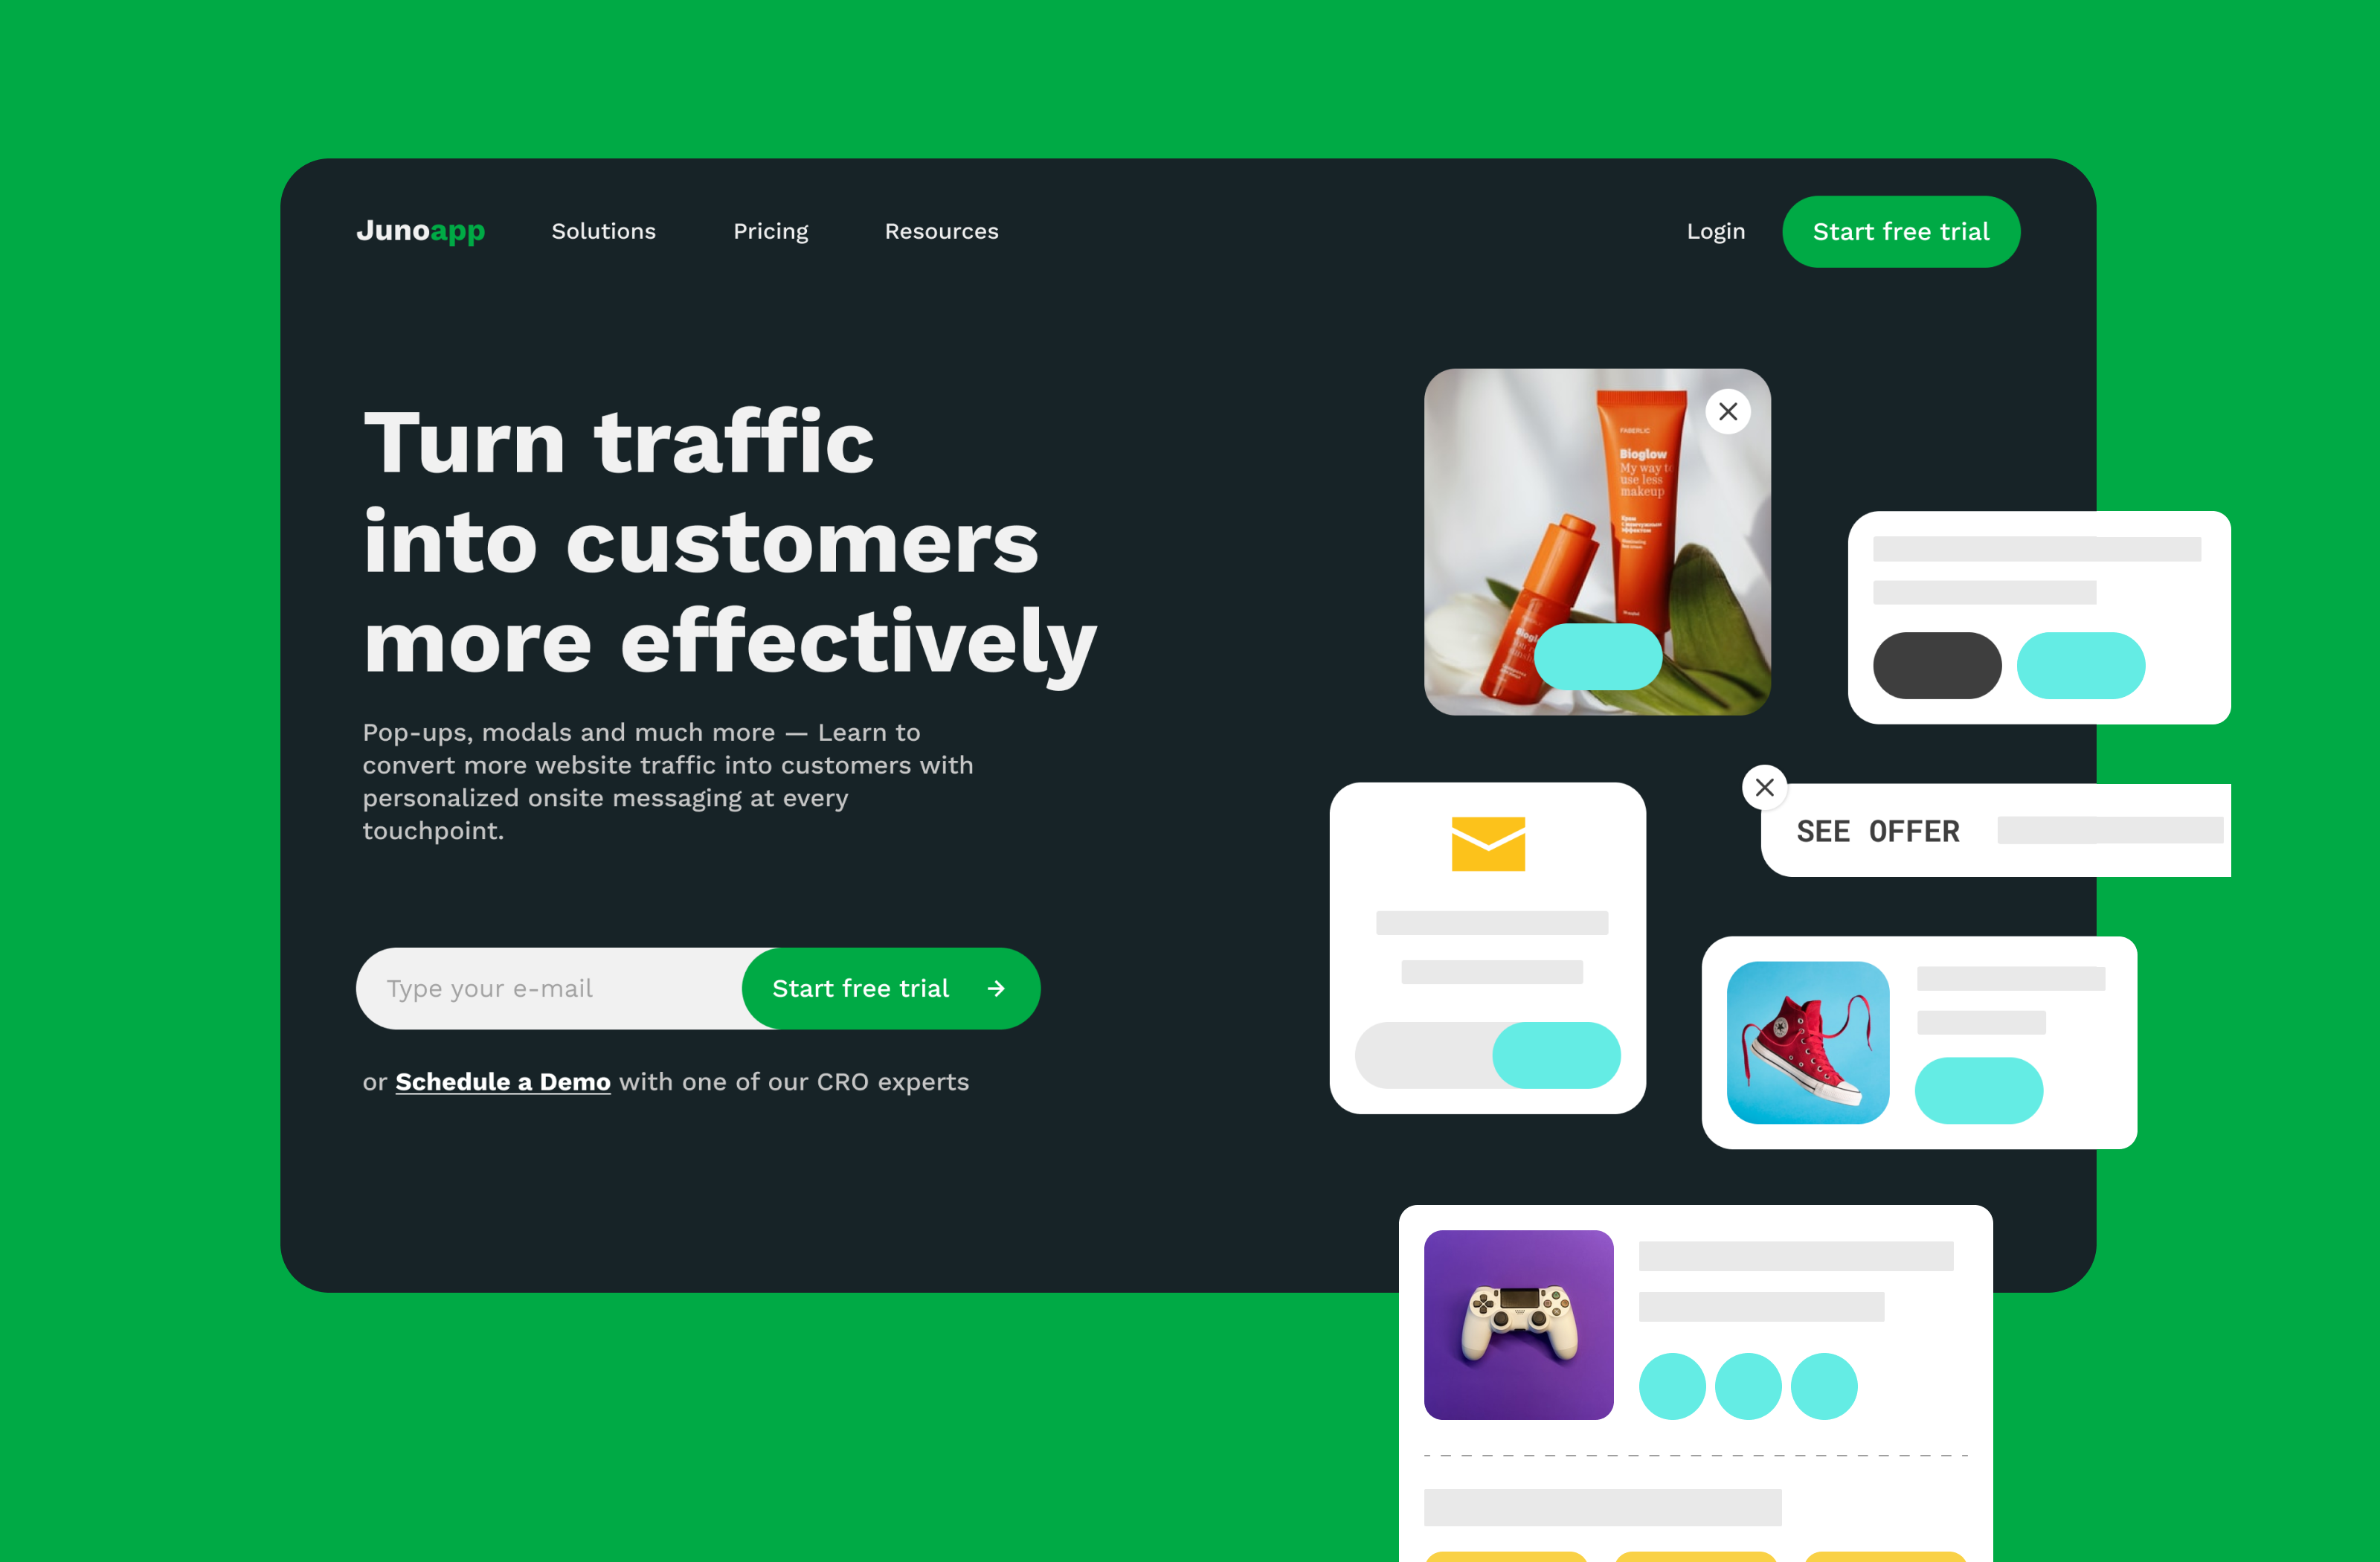 Junoapp
Solutions
Pricing
Resources
Login
Start free trial
Turn traffic
into customers
more effectively
Pop-ups, modals and much more — Learn to
convert more website traffic into customers with
personalized onsite messaging at every
touchpoint.
Type your e-mail
Start free trial
or Schedule a Demo with one of our CRO experts
FABERLIC
Bioglow
My way to
use less
makeup
SEE OFFER